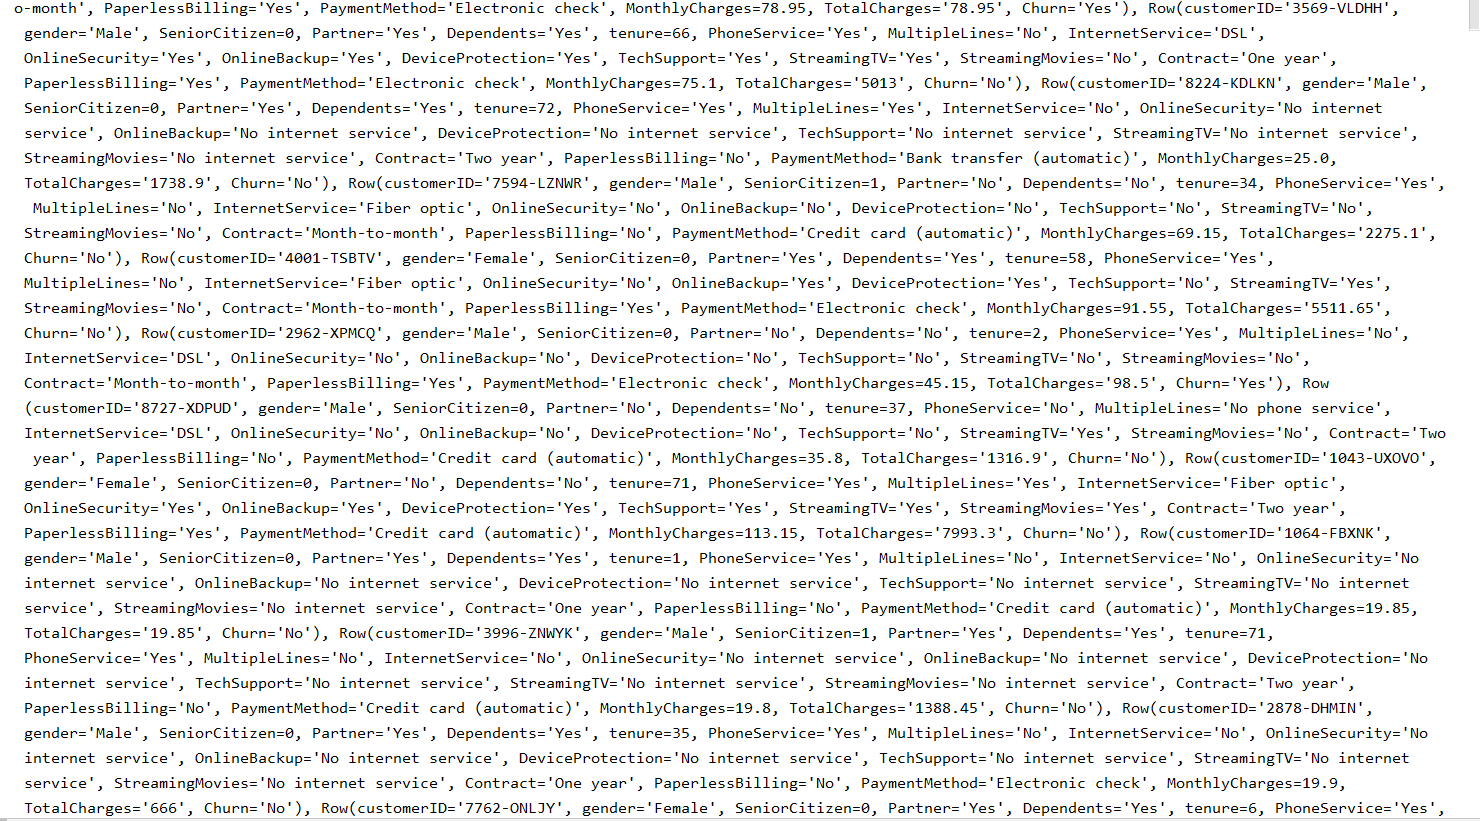 o-month', PaperlessBilling='Yes', PaymentMethod='Electronic check', MonthlyCharges=78.95, TotalCharges='78.95', Churn='Yes'), Row(customerID='3569-VLDHH',
gender='Male', SeniorCitizen=0, Partner='Yes', Dependents='Yes', tenure=66, PhoneService='Yes', MultipleLines='No', InternetService='DSL',
OnlineSecurity='Yes', OnlineBackup='Yes', DeviceProtection='Yes', TechSupport='Yes', StreamingTV='Yes', StreamingMovies='No', Contract='One year',
PaperlessBilling='Yes', PaymentMethod='Electronic check', MonthlyCharges=75.1, TotalCharges='5013', Churn='No'), Row(customerID='8224-KDLKN', gender='Male',
SeniorCitizen=0, Partner='Yes', Dependents='Yes', tenure=72, PhoneService='Yes', MultipleLines='Yes', InternetService='No', OnlineSecurity='No internet
service', OnlineBackup='No internet service', DeviceProtection='No internet service', TechSupport='No internet service', StreamingTV='No internet service',
StreamingMovies='No internet service', Contract='Two year', PaperlessBilling='No', PaymentMethod='Bank transfer (automatic)', MonthlyCharges=25.0,
TotalCharges='1738.9', Churn='No'), Row(customerID='7594-LZNWR', gender='Male', SeniorCitizen=1, Partner='No', Dependents='No', tenure=34, PhoneService='Yes',
MultipleLines='No', InternetService='Fiber optic', OnlineSecurity='No', OnlineBackup='No', DeviceProtection='No', TechSupport='No', StreamingTV='No',
StreamingMovies='No', Contract='Month-to-month', PaperlessBilling='No', PaymentMethod='Credit card (automatic)', MonthlyCharges=69.15, TotalCharges='2275.1',
Churn='No'), Row(customerID='4001-TSBTV', gender='Female', SeniorCitizen=0, Partner='Yes', Dependents='Yes', tenure=58, PhoneService='Yes',
MultipleLines='No', InternetService='Fiber optic', OnlineSecurity='No', OnlineBackup='Yes', DeviceProtection='Yes', TechSupport='No', StreamingTV='Yes',
StreamingMovies='No', Contract='Month-to-month', PaperlessBilling='Yes', PaymentMethod='Electronic check', MonthlyCharges=91.55, TotalCharges='5511.65',
Churn='No'), Row(customerID='2962-XPMCQ', gender='Male', SeniorCitizen=0, Partner='No', Dependents='No', tenure=2, PhoneService='Yes', MultipleLines='No',
InternetService='DSL', OnlineSecurity='No', OnlineBackup='No', DeviceProtection='No', TechSupport='No', StreamingTV='No', StreamingMovies='No',
Contract='Month-to-month', PaperlessBilling='Yes', PaymentMethod='Electronic check', MonthlyCharges=45.15, TotalCharges='98.5', Churn='Yes'), Row
(customerID='8727-XDPUD', gender='Male', SeniorCitizen=0, Partner='No', Dependents='No', tenure=37, PhoneService='No', MultipleLines='No phone service',
InternetService='DSL', OnlineSecurity='No', OnlineBackup='No', DeviceProtection='No', TechSupport='No', StreamingTV='Yes', StreamingMovies='No', Contract='Two
year', PaperlessBilling='No', PaymentMethod='Credit card (automatic)', MonthlyCharges=35.8, TotalCharges='1316.9', Churn='No'), Row(customerID='1043-UXOVO',
gender='Female', SeniorCitizen=0, Partner='No', Dependents='No', tenure=71, PhoneService='Yes', MultipleLines='Yes', InternetService='Fiber optic',
OnlineSecurity='Yes', OnlineBackup='Yes', DeviceProtection='Yes', TechSupport='Yes', StreamingTV='Yes', StreamingMovies='Yes', Contract='Two year',
PaperlessBilling='Yes', PaymentMethod='Credit card (automatic)', MonthlyCharges=113.15, TotalCharges='7993.3', Churn='No'), Row(customerID='1064-FBXNK',
gender='Male', SeniorCitizen=0, Partner='Yes', Dependents='Yes', tenure=1, PhoneService='Yes', MultipleLines='No', InternetService='No', OnlineSecurity='No
internet service', OnlineBackup='No internet service', DeviceProtection='No internet service', TechSupport='No internet service', StreamingTV='No internet
service', StreamingMovies='No internet service', Contract='One year', PaperlessBilling='No', PaymentMethod='Credit card (automatic)', MonthlyCharges=19.85,
TotalCharges='19.85', Churn='No'), Row(customerID='3996-ZNWYK', gender='Male', SeniorCitizen=1, Partner='Yes', Dependents='Yes', tenure=71,
PhoneService='Yes', MultipleLines='No', InternetService='No', OnlineSecurity='No internet service', OnlineBackup='No internet service', DeviceProtection='No
internet service', TechSupport='No internet service', StreamingTV='No internet service', StreamingMovies='No internet service', Contract='Two year',
PaperlessBilling='No', PaymentMethod='Credit card (automatic)', MonthlyCharges=19.8, TotalCharges='1388.45', Churn='No'), Row(customerID='2878-DHMIN',
gender='Male', SeniorCitizen=0, Partner='Yes', Dependents='Yes', tenure=35, PhoneService='Yes', MultipleLines='No', InternetService='No', OnlineSecurity='No
internet service', OnlineBackup='No internet service', DeviceProtection='No internet service', TechSupport='No internet service', StreamingTV='No internet
service', StreamingMovies='No internet service', Contract='One year', PaperlessBilling='No', PaymentMethod='Electronic check', MonthlyCharges=19.9,
TotalCharges='666', Churn='No'), Row(customerID='7762-ONLJY', gender='Female', SeniorCitizen=0, Partner='Yes', Dependents='Yes', tenure=6, PhoneService='Yes',